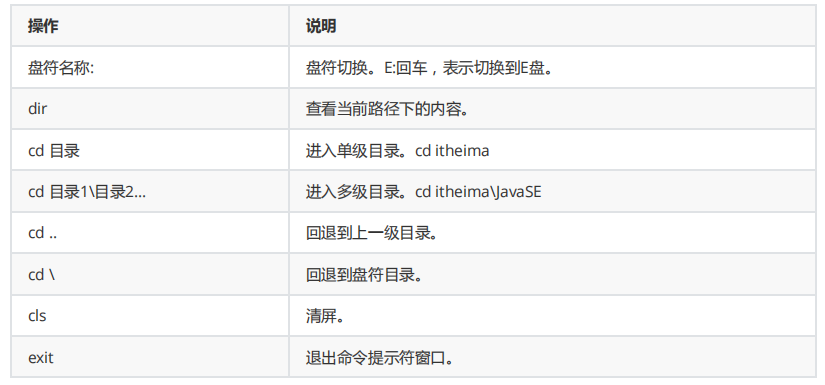 操作 说明
盘符名称: 盘符切换。E:回车，表示切换到E盘。
dir 查看当前路径下的内容。
cd 目录 进入单级目录。cd itheima
cd 目录1\目录2... 进入多级目录。cd itheima\JavaSE
cd .. 回退到上一级目录。
cd \ 回退到盘符目录。
cls 清屏。
exit 退出命令提示符窗口。